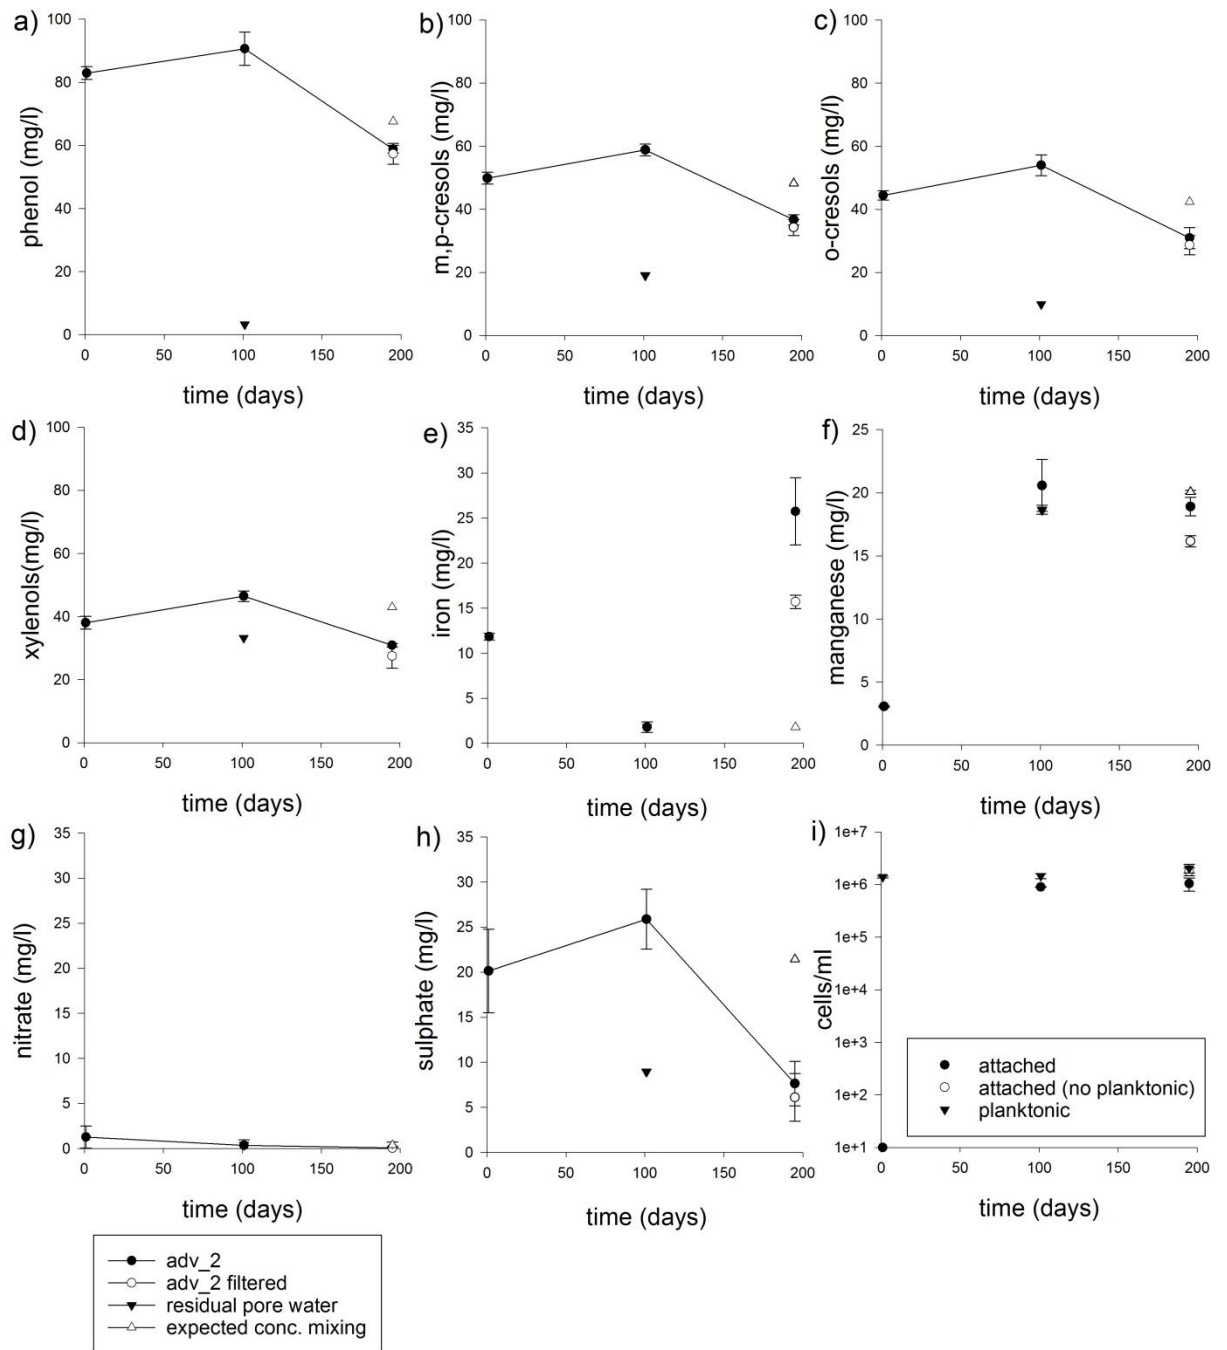 a)
100
80
60
40
20
0
phenol (mg/l)
0 50 100 150 200
time (days)
b)
100
80
60
40
20
0
m,p-cresols (mg/l)
0 50 100 150 200
time (days)
c)
100
80
60
40
20
0
o-cresols (mg/l)
0 50 100 150 200
time (days)
d)
100
80
60
40
20
0
xylenols(mg/l)
0 50 100 150 200
time (days)
e)
35
30
25
20
15
10
5
0
iron (mg/l)
0 50 100 150 200
time (days)
f)
25
20
15
10
5
0
manganese (mg/l)
0 50 100 150 200
time (days)
g)
35
30
25
20
15
10
5
0
nitrate (mg/l)
0 50 100 150 200
time (days)
h)
35
30
25
20
15
10
5
0
sulphate (mg/l)
0 50 100 150 200
time (days)
i)
1e+7
1e+6
1e+5
1e+4
1e+3
1e+2
1e+1
cells/ml
attached
attached (no planktonic)
planktonic
0 50 100 150 200
time (days)
adv_2
adv_2 filtered
residual pore water
expected conc. mixing